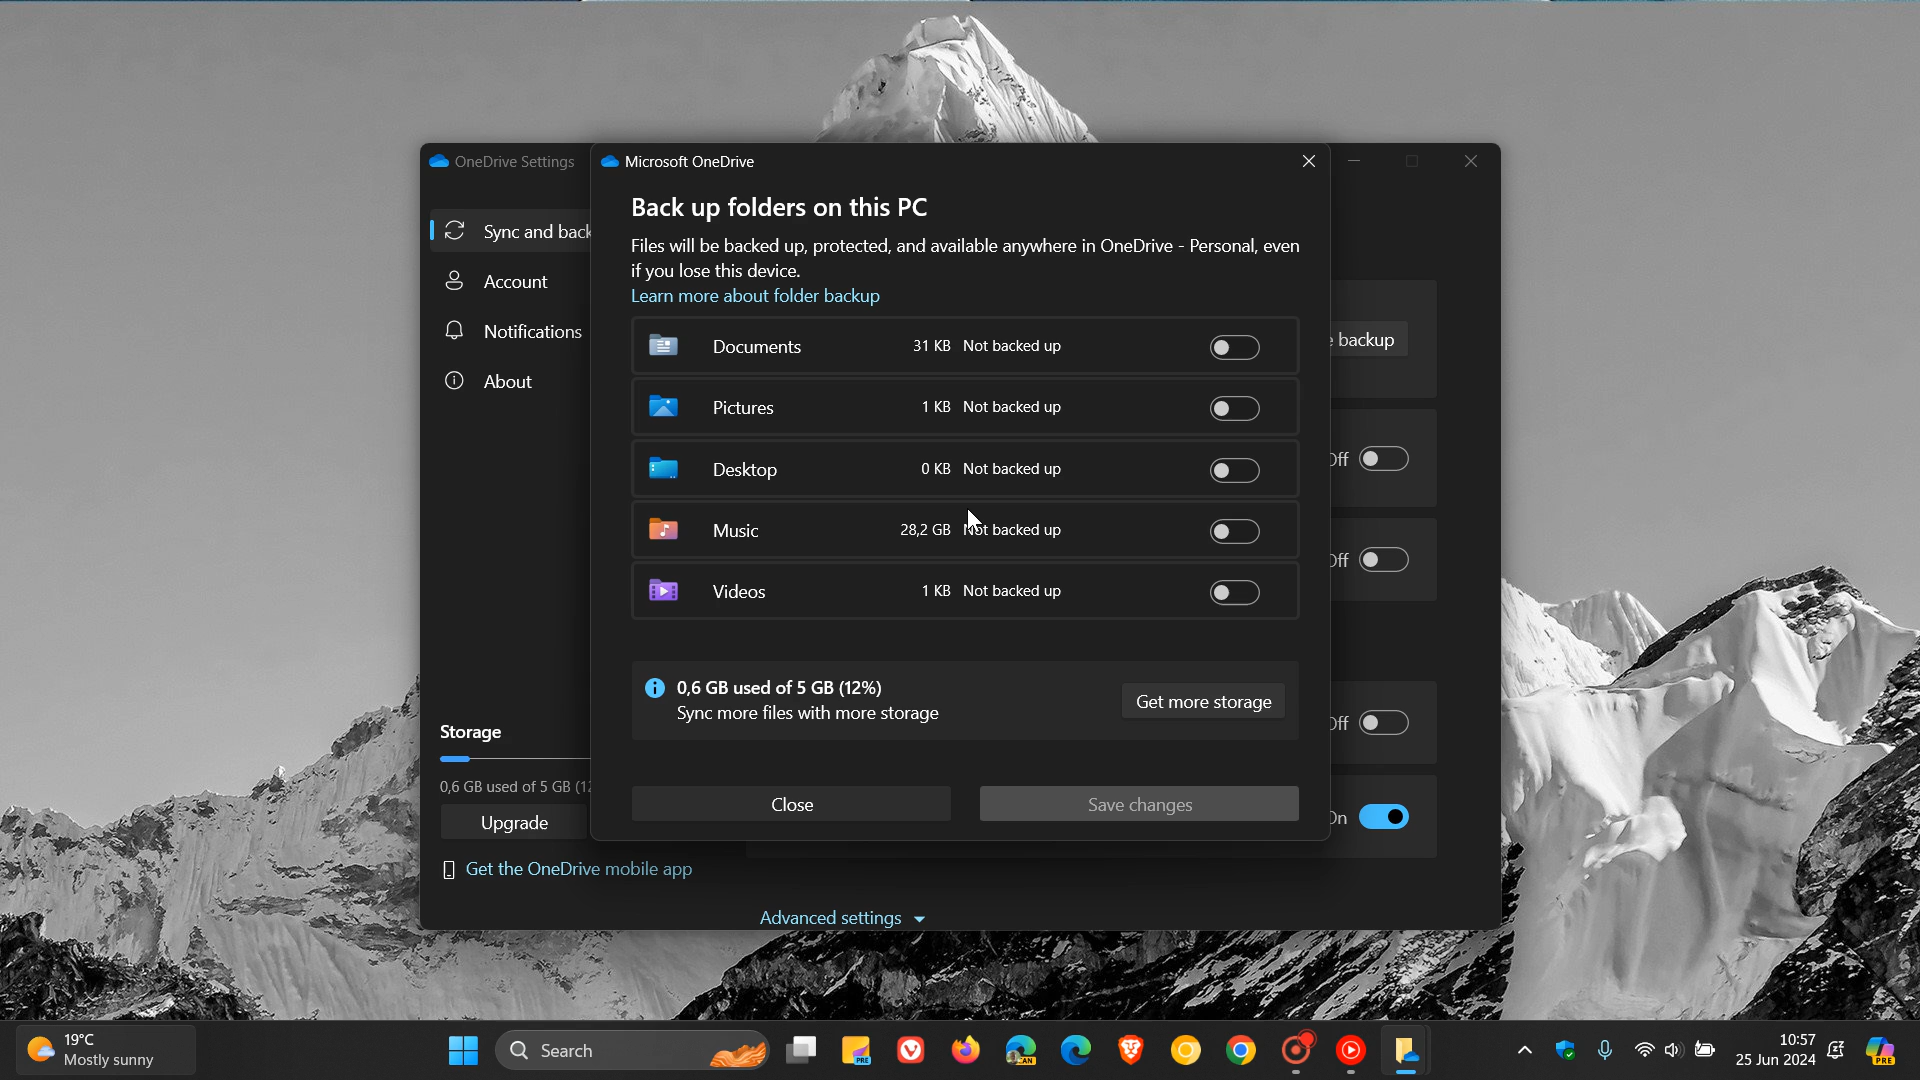 OneDrive Settings
Microsoft OneDrive
Sync and back
Account
Notifications
About
Back up folders on this PC
Files will be backed up, protected, and available anywhere in OneDrive - Personal, even
if you lose this device.
Learn more about folder backup
Documents 31 KB Not backed up
Pictures 1 KB Not backed up
Desktop 0 KB Not backed up
Music 28,2 GB Not backed up
Videos 1 KB Not backed up
0,6 GB used of 5 GB (12%)
Sync more files with more storage
Get more storage
Close
Save changes
backup
Off
Off
Off
On
Storage
0,6 GB used of 5 GB (12
Upgrade
Get the OneDrive mobile app
Advanced settings
19°C
Mostly sunny
Search
PRE
CAN
10:57
25 Jun 2024
PRE